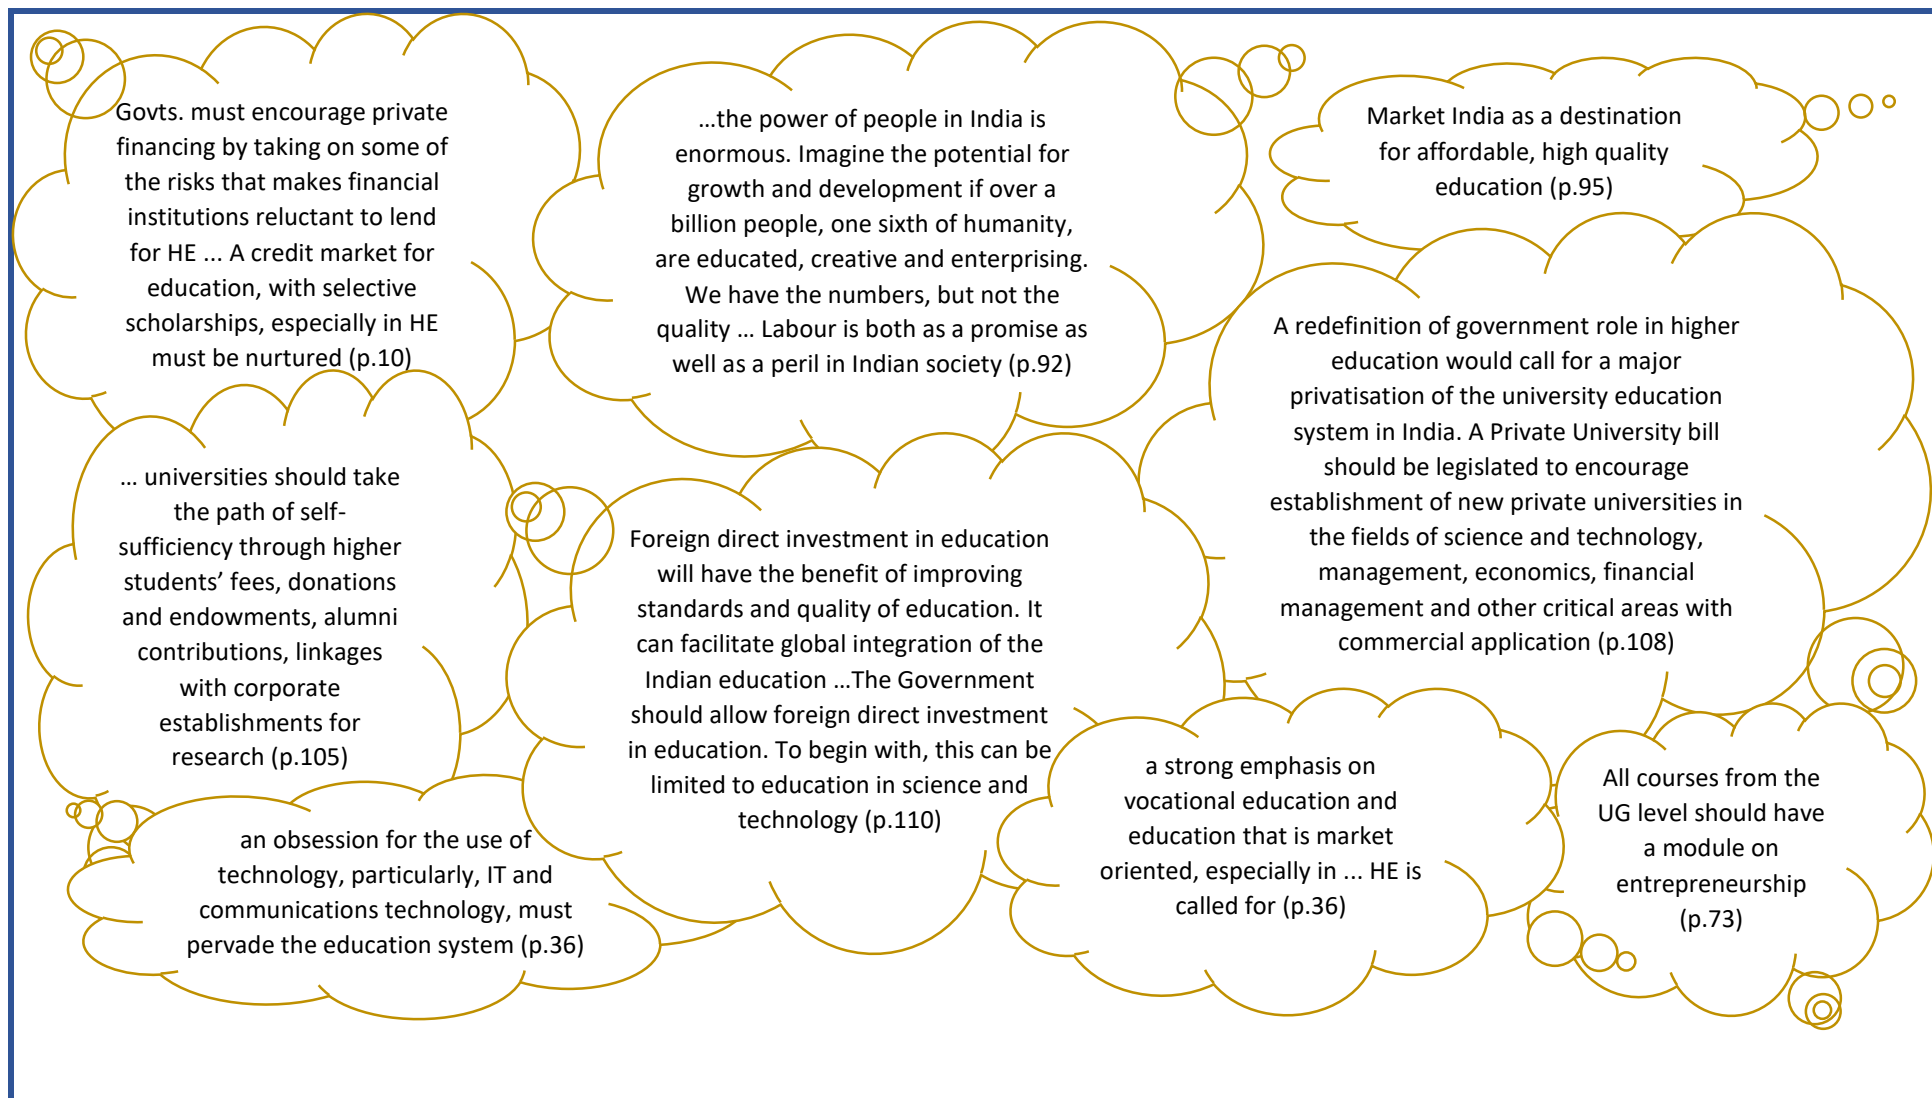 Govts. must encourage private
financing by taking on some of
the risks that makes financial
institutions reluctant to lend
for HE ... A credit market for
education, with selective
scholarships, especially in HE
must be nurtured (p.10)
...the power of people in India is
enormous. Imagine the potential for
growth and development if over a
billion people, one sixth of humanity,
are educated, creative and enterprising.
We have the numbers, but not the
quality ... Labour is both as a promise as
well as a peril in Indian society (p.92)
Market India as a destination
for affordable, high quality
education (p.95)
A redefinition of government role in higher
education would call for a major
privatisation of the university education
system in India. A Private University bill
should be legislated to encourage
establishment of new private universities in
the fields of science and technology,
management, economics, financial
management and other critical areas with
commercial application (p.108)
... universities should take
the path of self-
sufficiency through higher
students’ fees, donations
and endowments, alumni
contributions, linkages
with corporate
establishments for
research (p.105)
Foreign direct investment in education
will have the benefit of improving
standards and quality of education. It
can facilitate global integration of the
Indian education ...The Government
should allow foreign direct investment
in education. To begin with, this can be
limited to education in science and
technology (p.110)
a strong emphasis on
vocational education and
education that is market
oriented, especially in ... HE is
called for (p.36)
All courses from the
UG level should have
a module on
entrepreneurship
(p.73)
an obsession for the use of
technology, particularly, IT and
communications technology, must
pervade the education system (p.36)